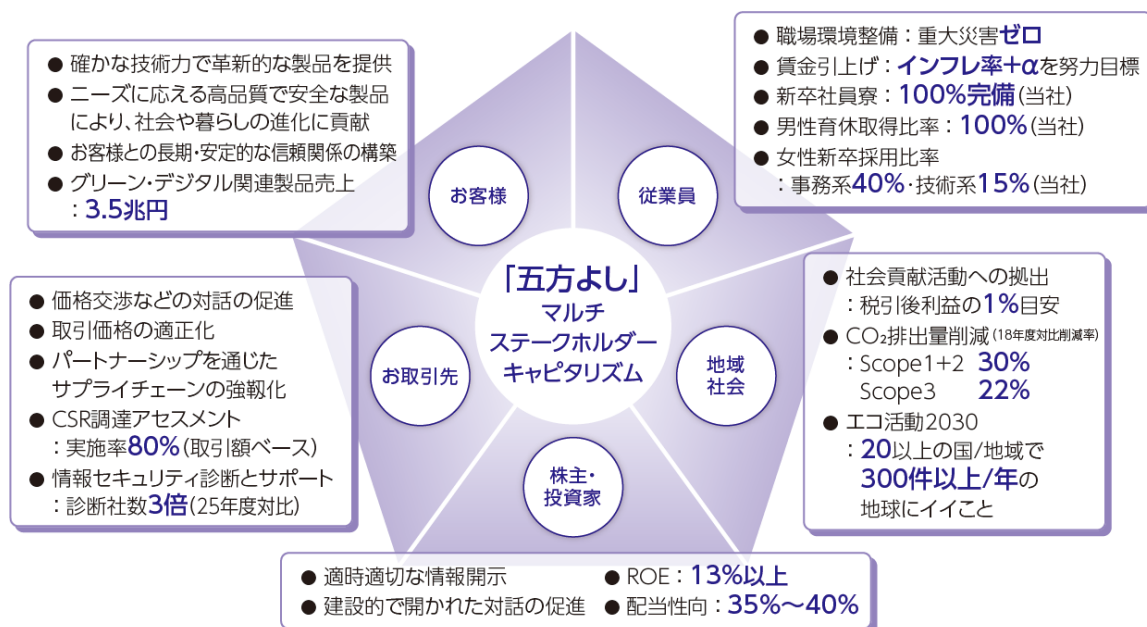 ● 確かな技術力で革新的な製品を提供
● ニーズに応える高品質で安全な製品
により、社会や暮らしの進化に貢献
● お客様との長期・安定的な信頼関係の構築
● グリーン・デジタル関連製品売上
：3.5兆円
● 職場環境整備：重大災害ゼロ
● 賃金引上げ：インフレ率+αを努力目標
● 新卒社員寮：100%完備(当社)
● 男性育休取得比率：100%(当社)
● 女性新卒採用比率
：事務系40%・技術系15%(当社)
お客様
従業員
「五方よし」
マルチ
ステークホルダー
キャピタリズム
お取引先
地域
社会
株主・
投資家
● 価格交渉などの対話の促進
● 取引価格の適正化
● パートナーシップを通じた
サプライチェーンの強靱化
● CSR調達アセスメント
：実施率80%(取引額ベース)
● 情報セキュリティ診断とサポート
：診断社数3倍(25年度対比)
● 社会貢献活動への拠出
：税引後利益の1%目安
● CO₂排出量削減(18年度対比削減率)
：Scope1+2 30%
Scope3 22%
● エコ活動2030
：20以上の国/地域で
300件以上/年の
地球にイイこと
● 適時適切な情報開示
● 建設的で開かれた対話の促進
● ROE：13%以上
● 配当性向：35%～40%